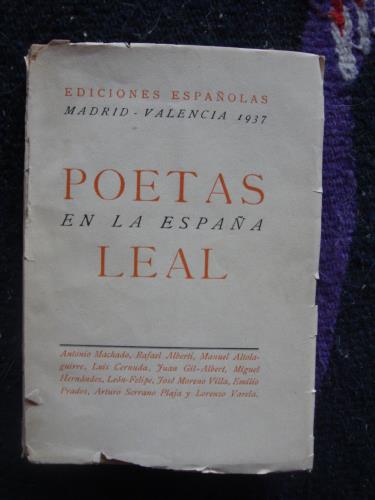 EDICIONES ESPAÑOLAS
MADRID - VALENCIA 1937
POETAS
EN LA ESPAÑA
LEAL
Antonio Machado, Rafael Alberti, Manuel Altola-
guirre, Luis Cernuda, Juan Gil-Albert, Miguel
Hernández, León-Felipe, José Moreno Villa, Emilio
Prados, Arturo Serrano Plaja y Lorenzo Varela.